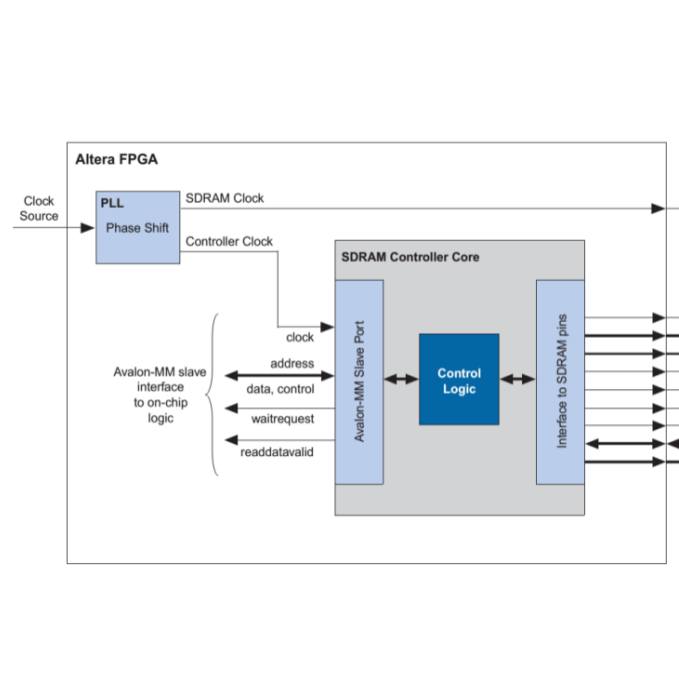 Altera FPGA
Clock
Source
PLL
Phase Shift
SDRAM Clock
Controller Clock
SDRAM Controller Core
clock
address
data, control
waitrequest
readdatavalid
Avalon-MM slave
interface
to on-chip
logic
Avalon-MM Slave Port
Control
Logic
Interface to SDRAM pins